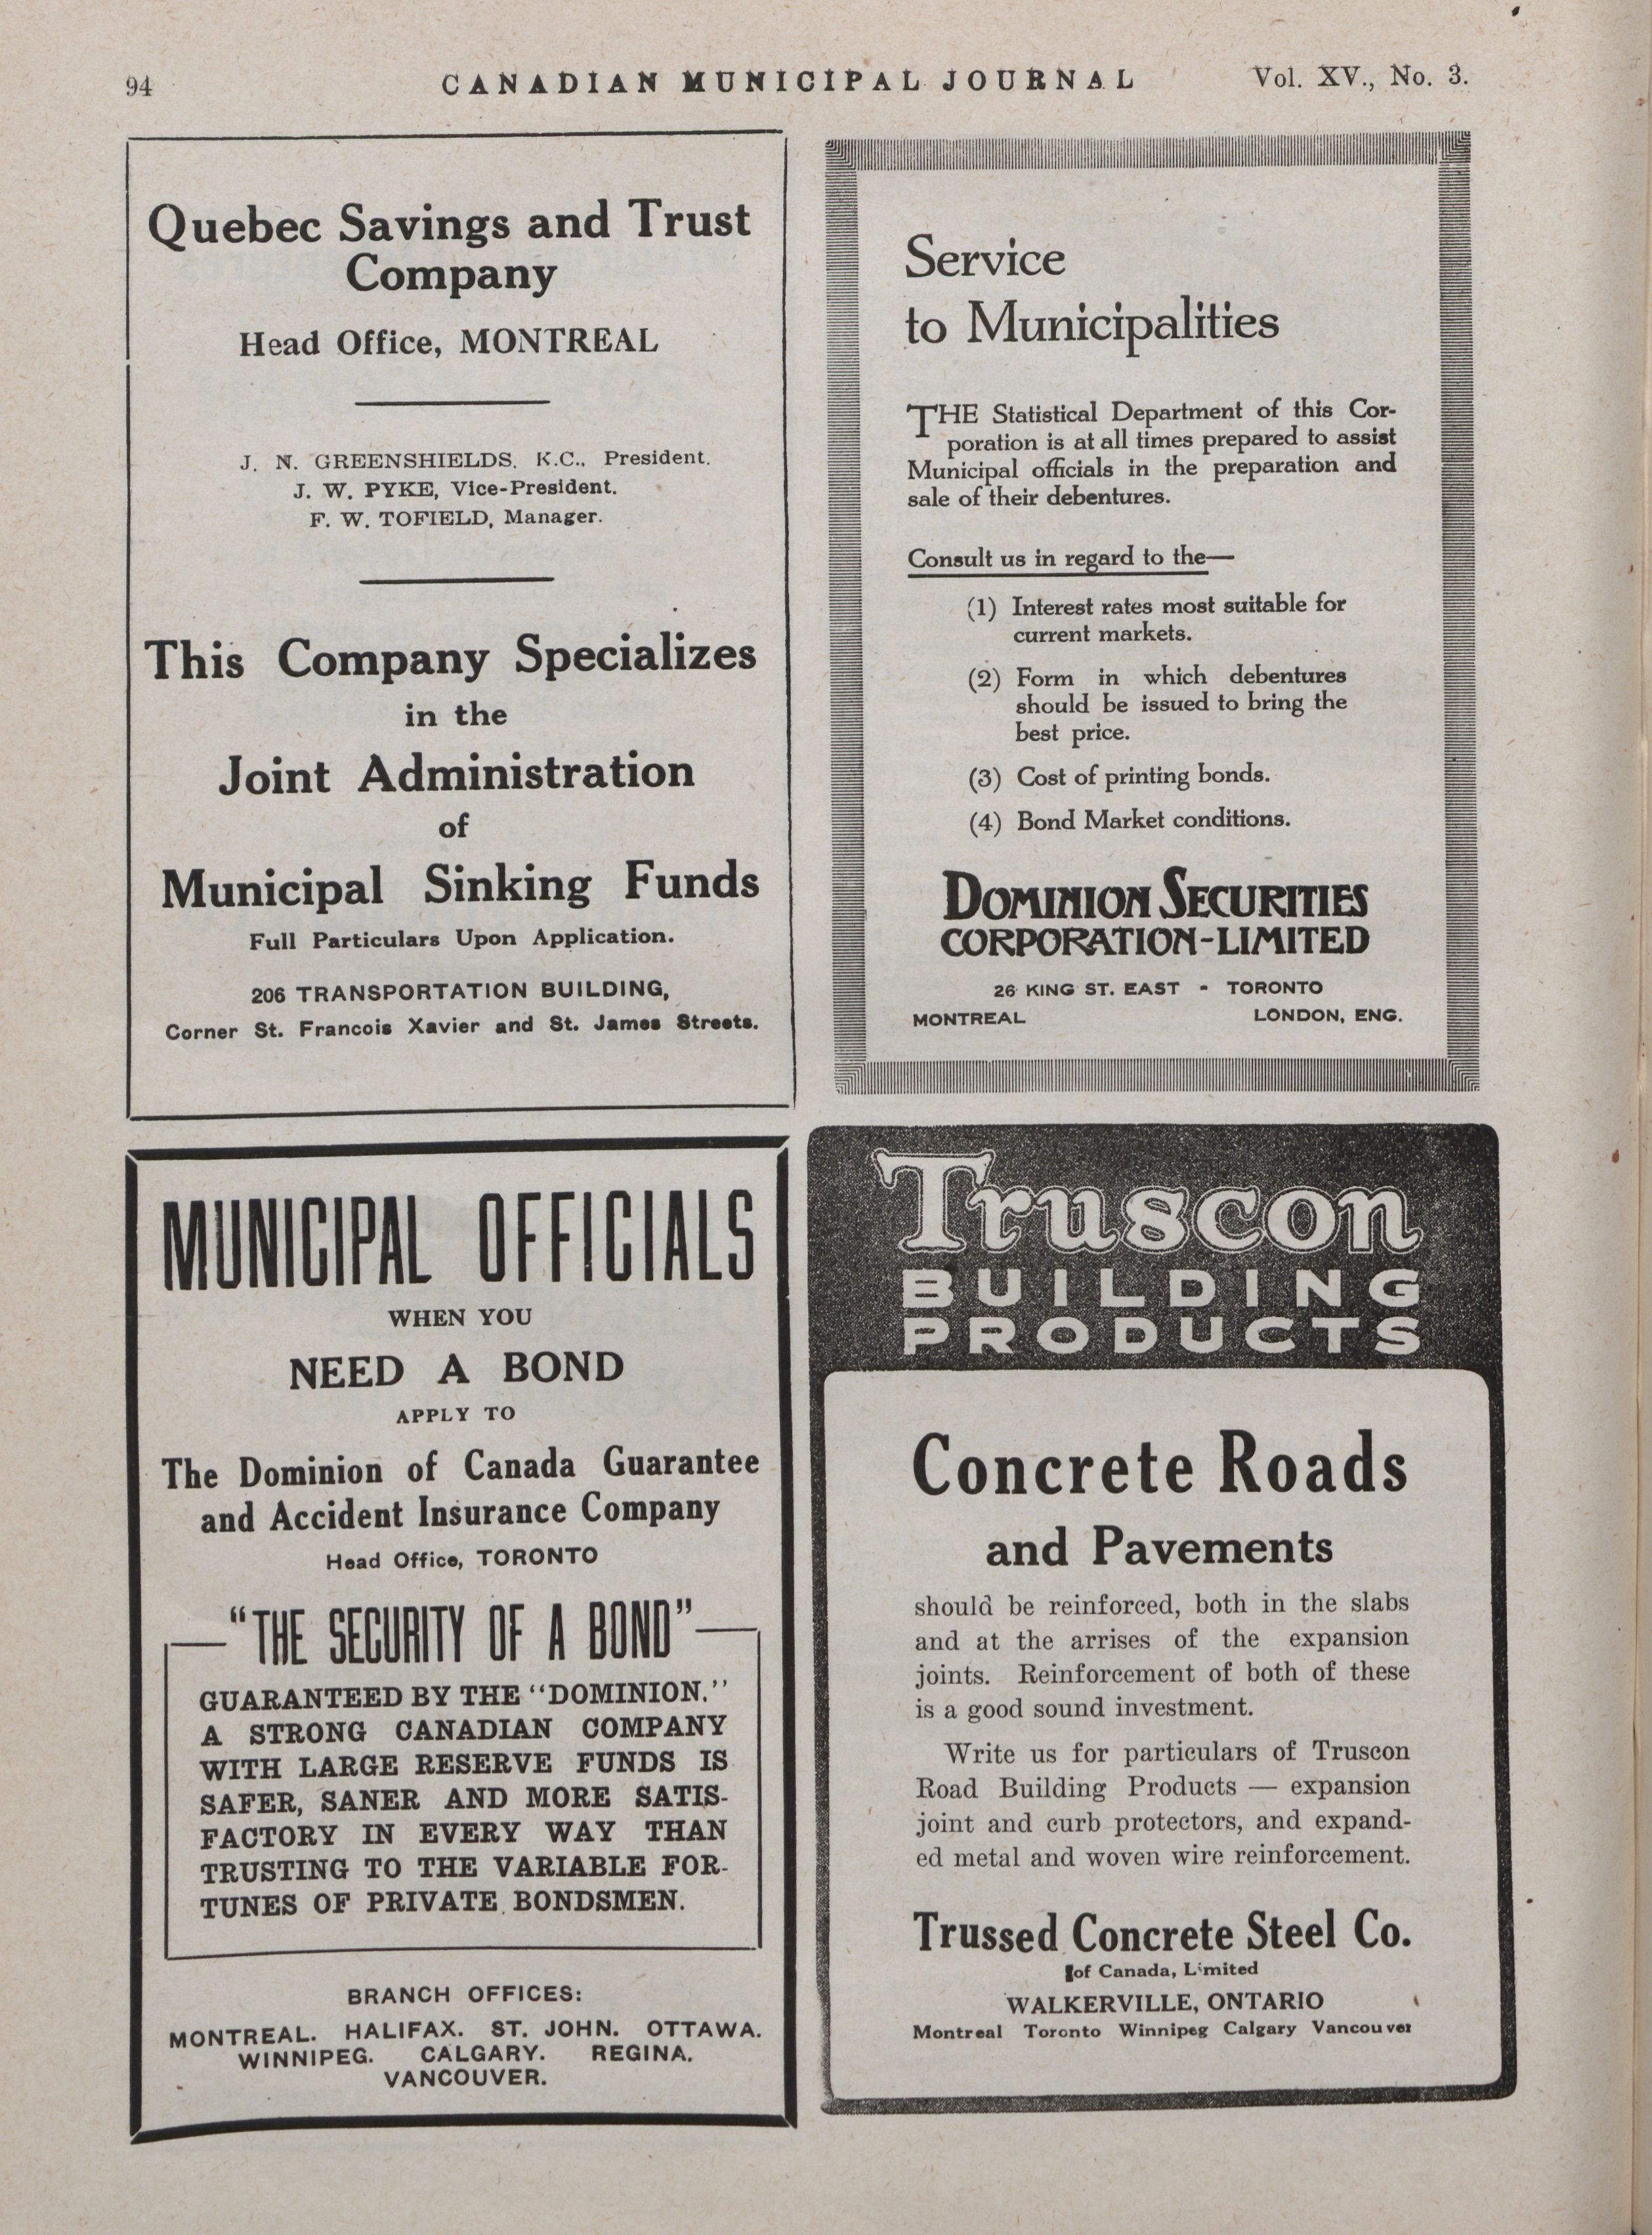 94
CANADIAN MUNICIPAL JOURNAL
Vol. XV., No. 3.
Quebec Savings and Trust
Company
Head Office, MONTREAL
J. N. GREENSHIELDS, K.C., President.
J. W. PYKE, Vice-President.
F. W. TOFIELD, Manager.
This Company Specializes
in the
Joint Administration
of
Municipal Sinking Funds
Full Particulars Upon Application.
206 TRANSPORTATION BUILDING,
Corner St. Francois Xavier and St. James Streets.
Service
to Municipalities
THE Statistical Department of this Cor-
poration is at all times prepared to assist
Municipal officials in the preparation and
sale of their debentures.
Consult us in regard to the—
(1) Interest rates most suitable for
current markets.
(2) Form in which debentures
should be issued to bring the
best price.
(3) Cost of printing bonds.
(4) Bond Market conditions.
DOMINION SECURITIES
CORPORATION-LIMITED
26 KING ST. EAST - TORONTO
MONTREAL LONDON, ENG.
MUNICIPAL OFFICIALS
WHEN YOU
NEED A BOND
APPLY TO
The Dominion of Canada Guarantee
and Accident Insurance Company
Head Office, TORONTO
"THE SECURITY OF A BOND"
GUARANTEED BY THE "DOMINION."
A STRONG CANADIAN COMPANY
WITH LARGE RESERVE FUNDS IS
SAFER, SANER AND MORE SATIS-
FACTORY IN EVERY WAY THAN
TRUSTING TO THE VARIABLE FOR-
TUNES OF PRIVATE BONDSMEN.
BRANCH OFFICES:
MONTREAL. HALIFAX. ST. JOHN. OTTAWA.
WINNIPEG. CALGARY. REGINA.
VANCOUVER.
Truscon
BUILDING
PRODUCTS
Concrete Roads
and Pavements
should be reinforced, both in the slabs
and at the arrises of the expansion
joints. Reinforcement of both of these
is a good sound investment.
Write us for particulars of Truscon
Road Building Products — expansion
joint and curb protectors, and expand-
ed metal and woven wire reinforcement.
Trussed Concrete Steel Co.
of Canada, Limited
WALKERVILLE, ONTARIO
Montreal Toronto Winnipeg Calgary Vancouver